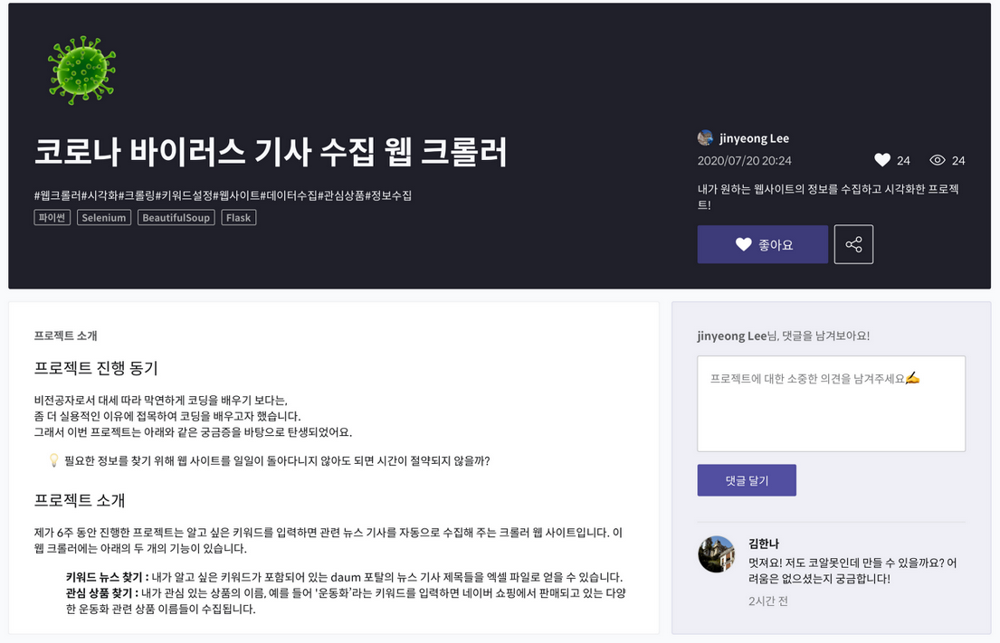 코로나 바이러스 기사 수집 웹 크롤러
#웹크롤러#시각화#크롤링#키워드설정#웹사이트#데이터수집#관심상품#정보수집
파이썬 Selenium BeautifulSoup Flask
jinyeong Lee
2020/07/20 20:24 24 24
내가 원하는 웹사이트의 정보를 수집하고 시각화한 프로젝
트!
좋아요
프로젝트 소개
프로젝트 진행 동기
비전공자로서 대세 따라 막연하게 코딩을 배우기 보다는,
좀 더 실용적인 이유에 접목하여 코딩을 배우고자 했습니다.
그래서 이번 프로젝트는 아래와 같은 궁금증을 바탕으로 탄생되었어요.
💡 필요한 정보를 찾기 위해 웹 사이트를 일일이 돌아다니지 않아도 되면 시간이 절약되지 않을까?
프로젝트 소개
제가 6주 동안 진행한 프로젝트는 알고 싶은 키워드를 입력하면 관련 뉴스 기사를 자동으로 수집해 주는 크롤러 웹 사이트입니다. 이
웹 크롤러에는 아래의 두 개의 기능이 있습니다.
키워드 뉴스 찾기 : 내가 알고 싶은 키워드가 포함되어 있는 daum 포탈의 뉴스 기사 제목들을 엑셀 파일로 얻을 수 있습니다.
관심 상품 찾기 : 내가 관심 있는 상품의 이름, 예를 들어 '운동화'라는 키워드를 입력하면 네이버 쇼핑에서 판매되고 있는 다양
한 운동화 관련 상품 이름들이 수집됩니다.
jinyeong Lee님, 댓글을 남겨보아요!
프로젝트에 대한 소중한 의견을 남겨주세요✍️
댓글 달기
김한나
멋져요! 저도 코알못인데 만들 수 있을까요? 어
려움은 없으셨는지 궁금합니다!
2시간 전